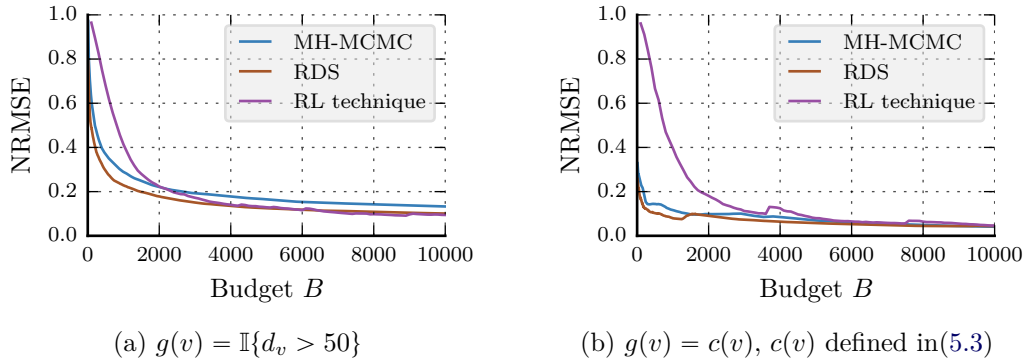 1.0
0.8
0.6
0.4
0.2
0.0
NRMSE
MH-MCMC
RDS
RL technique
0 2000 4000 6000 8000 10000
Budget B
(a) g(v) = 𝕀{d_v > 50}
1.0
0.8
0.6
0.4
0.2
0.0
NRMSE
MH-MCMC
RDS
RL technique
0 2000 4000 6000 8000 10000
Budget B
(b) g(v) = c(v), c(v) defined in(5.3)